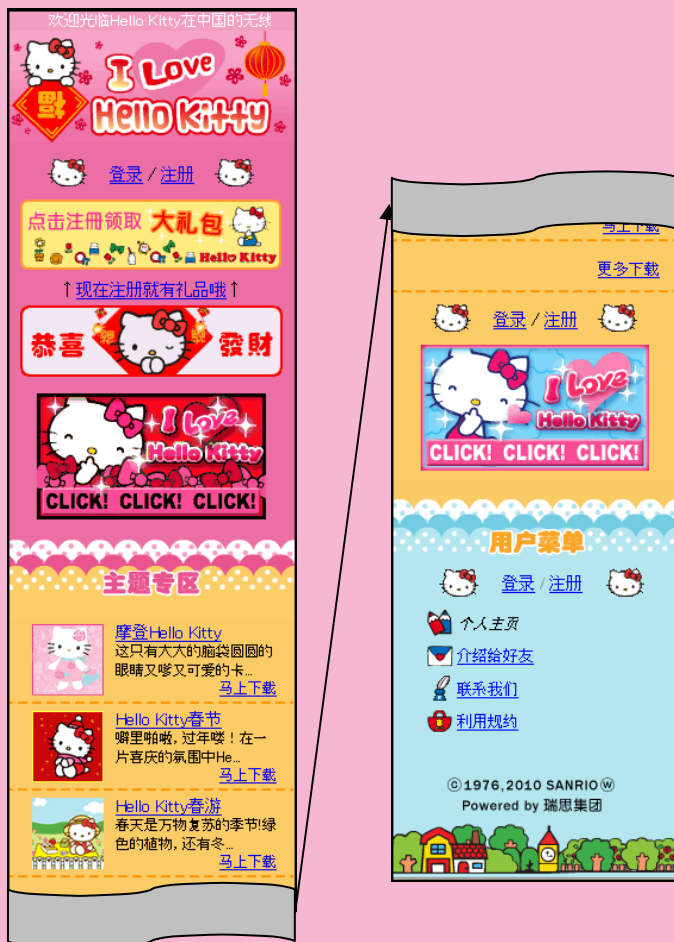 欢迎光临Hello Kitty在中国的无线
I Love
Hello Kitty
福
登录 / 注册
点击注册领取 大礼包
Hello Kitty
↑现在注册就有礼品哦↑
恭喜 發財
I Love
Hello Kitty
CLICK! CLICK! CLICK!
主题专区
摩登Hello Kitty
这只有大大的脑袋圆圆的
眼睛又嗲又可爱的卡...
马上下载
Hello Kitty春节
噼里啪啦, 过年喽！在一
片喜庆的氛围中He...
马上下载
Hello Kitty春游
春天是万物复苏的季节!绿
色的植物, 还有冬...
马上下载
马上下载
更多下载
登录 / 注册
I Love
Hello Kitty
CLICK! CLICK! CLICK!
用户菜单
登录 / 注册
个人主页
介绍给好友
联系我们
利用规约
©1976,2010 SANRIO Ⓦ
Powered by 瑞思集团